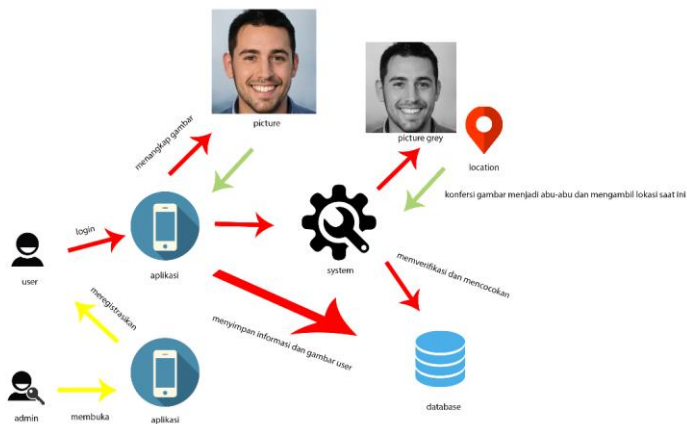 picture
menangkap gambar
picture grey
location
konfersi gambar menjadi abu-abu dan mengambil lokasi saat ini
login
user
aplikasi
system
memverifikasi dan mencocokan
meregistrasikan
menyimpan informasi dan gambar user
database
admin
membuka
aplikasi